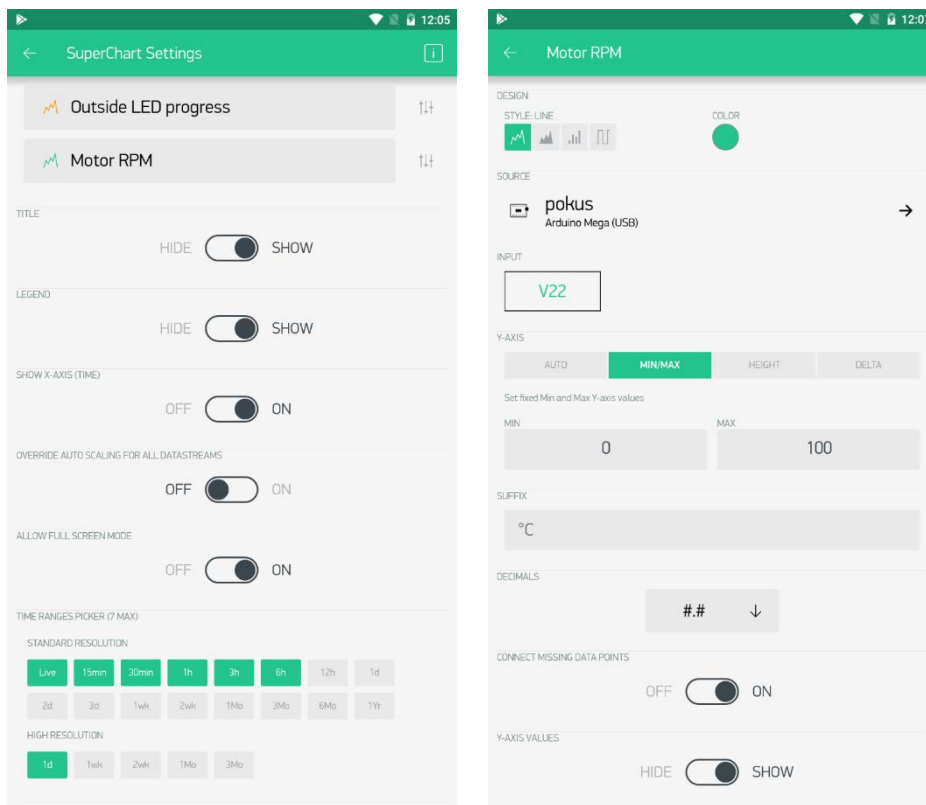 12:05
SuperChart Settings
i
Outside LED progress
Motor RPM
TITLE
HIDE SHOW
LEGEND
HIDE SHOW
SHOW X-AXIS (TIME)
OFF ON
OVERRIDE AUTO SCALING FOR ALL DATASTREAMS
OFF ON
ALLOW FULL SCREEN MODE
OFF ON
TIME RANGES PICKER (7 MAX)
STANDARD RESOLUTION
Live 15min 30min 1h 3h 6h 12h 1d
2d 3d 1wk 2wk 1Mo 3Mo 6Mo 1Yr
HIGH RESOLUTION
1d 1wk 2wk 1Mo 3Mo
12:07
Motor RPM
DESIGN
STYLE: LINE COLOR
SOURCE
pokus
Arduino Mega (USB)
INPUT
V22
Y-AXIS
AUTO MIN/MAX HEIGHT DELTA
Set fixed Min and Max Y-axis values
MIN MAX
0 100
SUFFIX
°C
DECIMALS
#.#
CONNECT MISSING DATA POINTS
OFF ON
Y-AXIS VALUES
HIDE SHOW